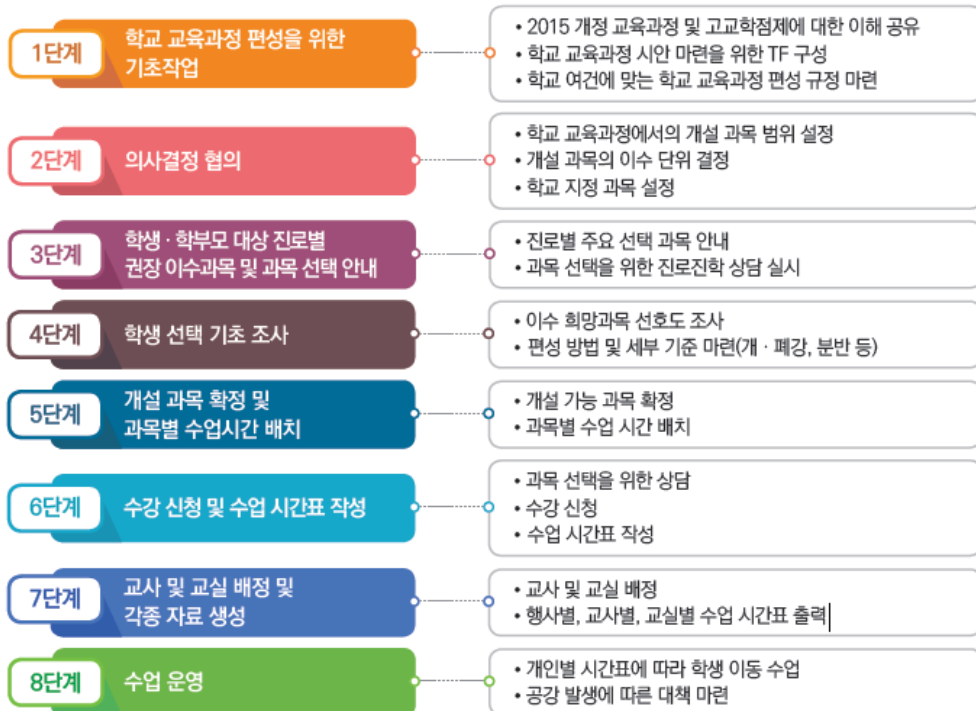 1단계
학교 교육과정 편성을 위한
기초작업
• 2015 개정 교육과정 및 고교학점제에 대한 이해 공유
• 학교 교육과정 시안 마련을 위한 TF 구성
• 학교 여건에 맞는 학교 교육과정 편성 규정 마련
2단계
의사결정 협의
• 학교 교육과정에서의 개설 과목 범위 설정
• 개설 과목의 이수 단위 결정
• 학교 지정 과목 설정
3단계
학생 · 학부모 대상 진로별
권장 이수과목 및 과목 선택 안내
• 진로별 주요 선택 과목 안내
• 과목 선택을 위한 진로진학 상담 실시
4단계
학생 선택 기초 조사
• 이수 희망과목 선호도 조사
• 편성 방법 및 세부 기준 마련(개 · 폐강, 분반 등)
5단계
개설 과목 확정 및
과목별 수업시간 배치
• 개설 가능 과목 확정
• 과목별 수업 시간 배치
6단계
수강 신청 및 수업 시간표 작성
• 과목 선택을 위한 상담
• 수강 신청
• 수업 시간표 작성
7단계
교사 및 교실 배정 및
각종 자료 생성
• 교사 및 교실 배정
• 행사별, 교사별, 교실별 수업 시간표 출력
8단계
수업 운영
• 개인별 시간표에 따라 학생 이동 수업
• 공강 발생에 따른 대책 마련